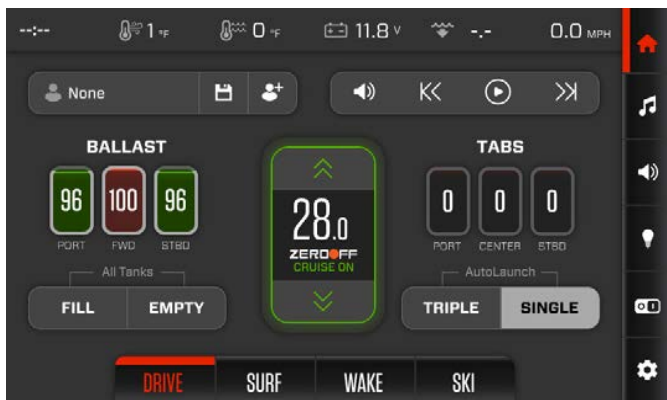 --:-- 1 °F 0 °F 11.8 V -.- 0.0 MPH
None
BALLAST
TABS
96 100 96
28.0
0 0 0
ZEROOFF
PORT FWD STBD
CRUISE ON
PORT CENTER STBD
All Tanks
AutoLaunch
FILL EMPTY
TRIPLE SINGLE
DRIVE SURF WAKE SKI